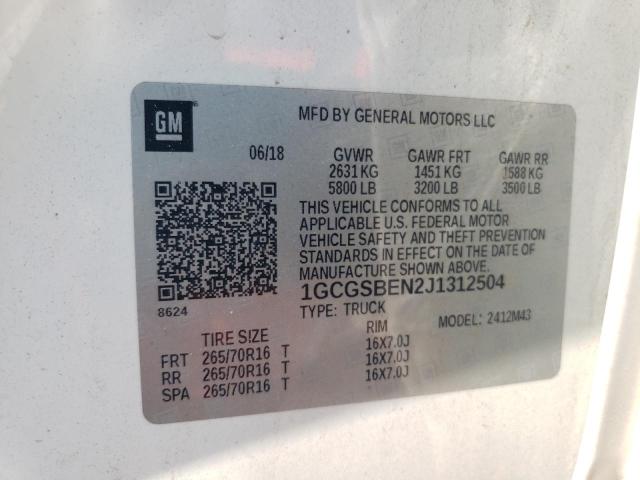 GM
MFD BY GENERAL MOTORS LLC
06/18 GVWR GAWR FRT GAWR RR
2631 KG 1451 KG 1588 KG
5800 LB 3200 LB 3500 LB
THIS VEHICLE CONFORMS TO ALL
APPLICABLE U.S. FEDERAL MOTOR
VEHICLE SAFETY AND THEFT PREVENTION
STANDARDS IN EFFECT ON THE DATE OF
MANUFACTURE SHOWN ABOVE.
1GCGSBEN2J1312504
8624 TYPE: TRUCK MODEL: 2412M43
TIRE SIZE RIM
FRT 265/70R16 T 16X7.0J
RR 265/70R16 T 16X7.0J
SPA 265/70R16 T 16X7.0J